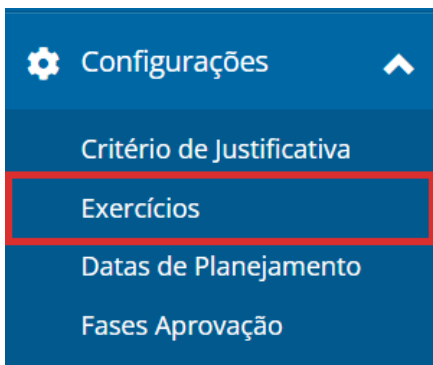 Configurações
Critério de Justificativa
Exercícios
Datas de Planejamento
Fases Aprovação